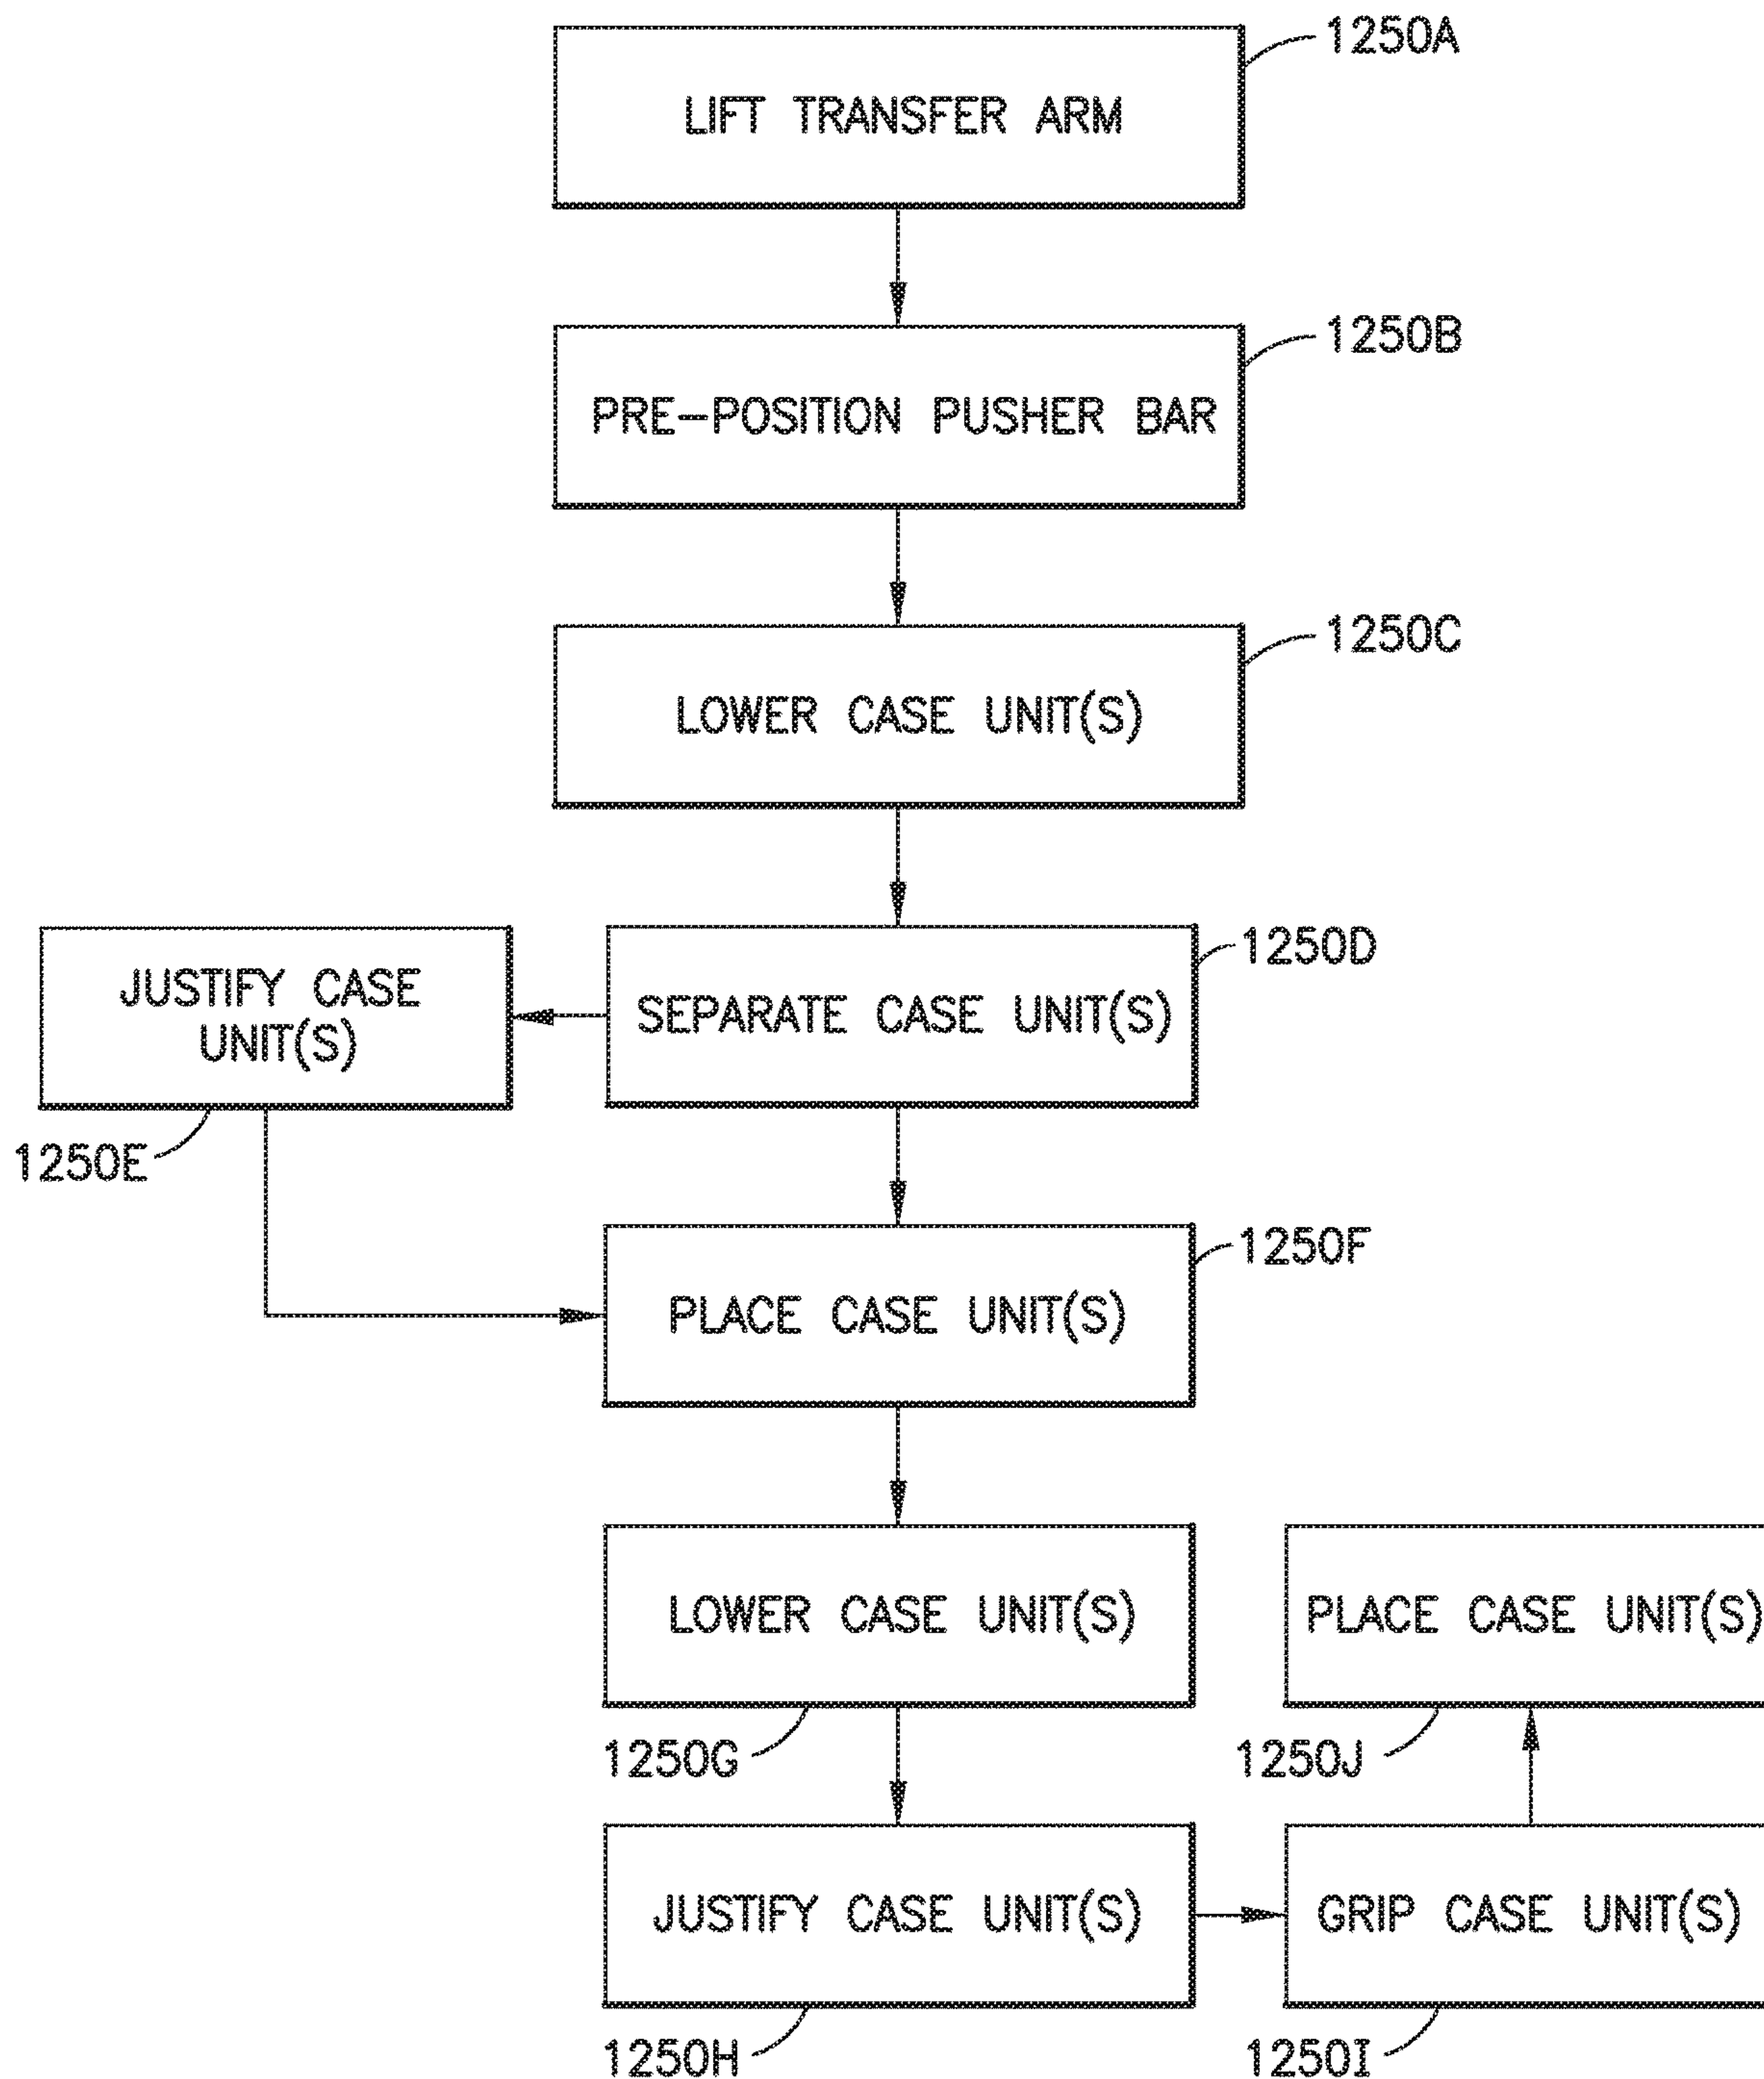 1250A
LIFT TRANSFER ARM
1250B
PRE-POSITION PUSHER BAR
1250C
LOWER CASE UNIT(S)
1250D
JUSTIFY CASE
UNIT(S)
SEPARATE CASE UNIT(S)
1250E
1250F
PLACE CASE UNIT(S)
LOWER CASE UNIT(S)
PLACE CASE UNIT(S)
1250G
1250J
JUSTIFY CASE UNIT(S)
GRIP CASE UNIT(S)
1250H
1250I